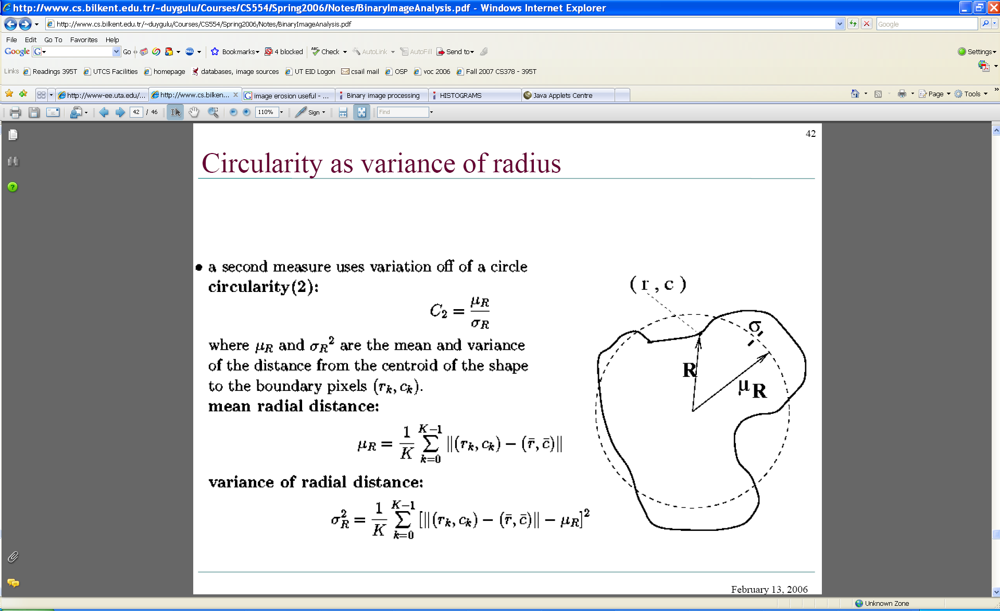 http://www.cs.bilkent.edu.tr/~duygulu/Courses/CS554/Spring2006/Notes/BinaryImageAnalysis.pdf - Windows Internet Explorer
http://www.cs.bilkent.edu.tr/~duygulu/Courses/CS554/Spring2006/Notes/BinaryImageAnalysis.pdf
Google
File Edit Go To Favorites Help
Google G Go Bookmarks 4 blocked ABC Check AutoLink AutoFill Send to Settings
Links Readings 395T UTCS Facilities homepage databases, image sources UT EID Logon csail mail OSP voc 2006 Fall 2007 CS378 - 395T
http://www-ee.uta.edu/... http://www.cs.bilken... G image erosion useful - ... Binary image processing HISTOGRAMS Java Applets Centre Page Tools »
42 / 46 110% Sign Find
42
Circularity as variance of radius
• a second measure uses variation off of a circle
circularity(2):
C₂ = μ_R / σ_R
where μ_R and σ_R² are the mean and variance
of the distance from the centroid of the shape
to the boundary pixels (r_k, c_k).
mean radial distance:
μ_R = 1/K Σ_{k=0}^{K−1} ‖(r_k, c_k) − (r̄, c̄)‖
variance of radial distance:
σ_R² = 1/K Σ_{k=0}^{K−1} [‖(r_k, c_k) − (r̄, c̄)‖ − μ_R]²
( r , c )
σ
R
μ R
February 13, 2006
Unknown Zone